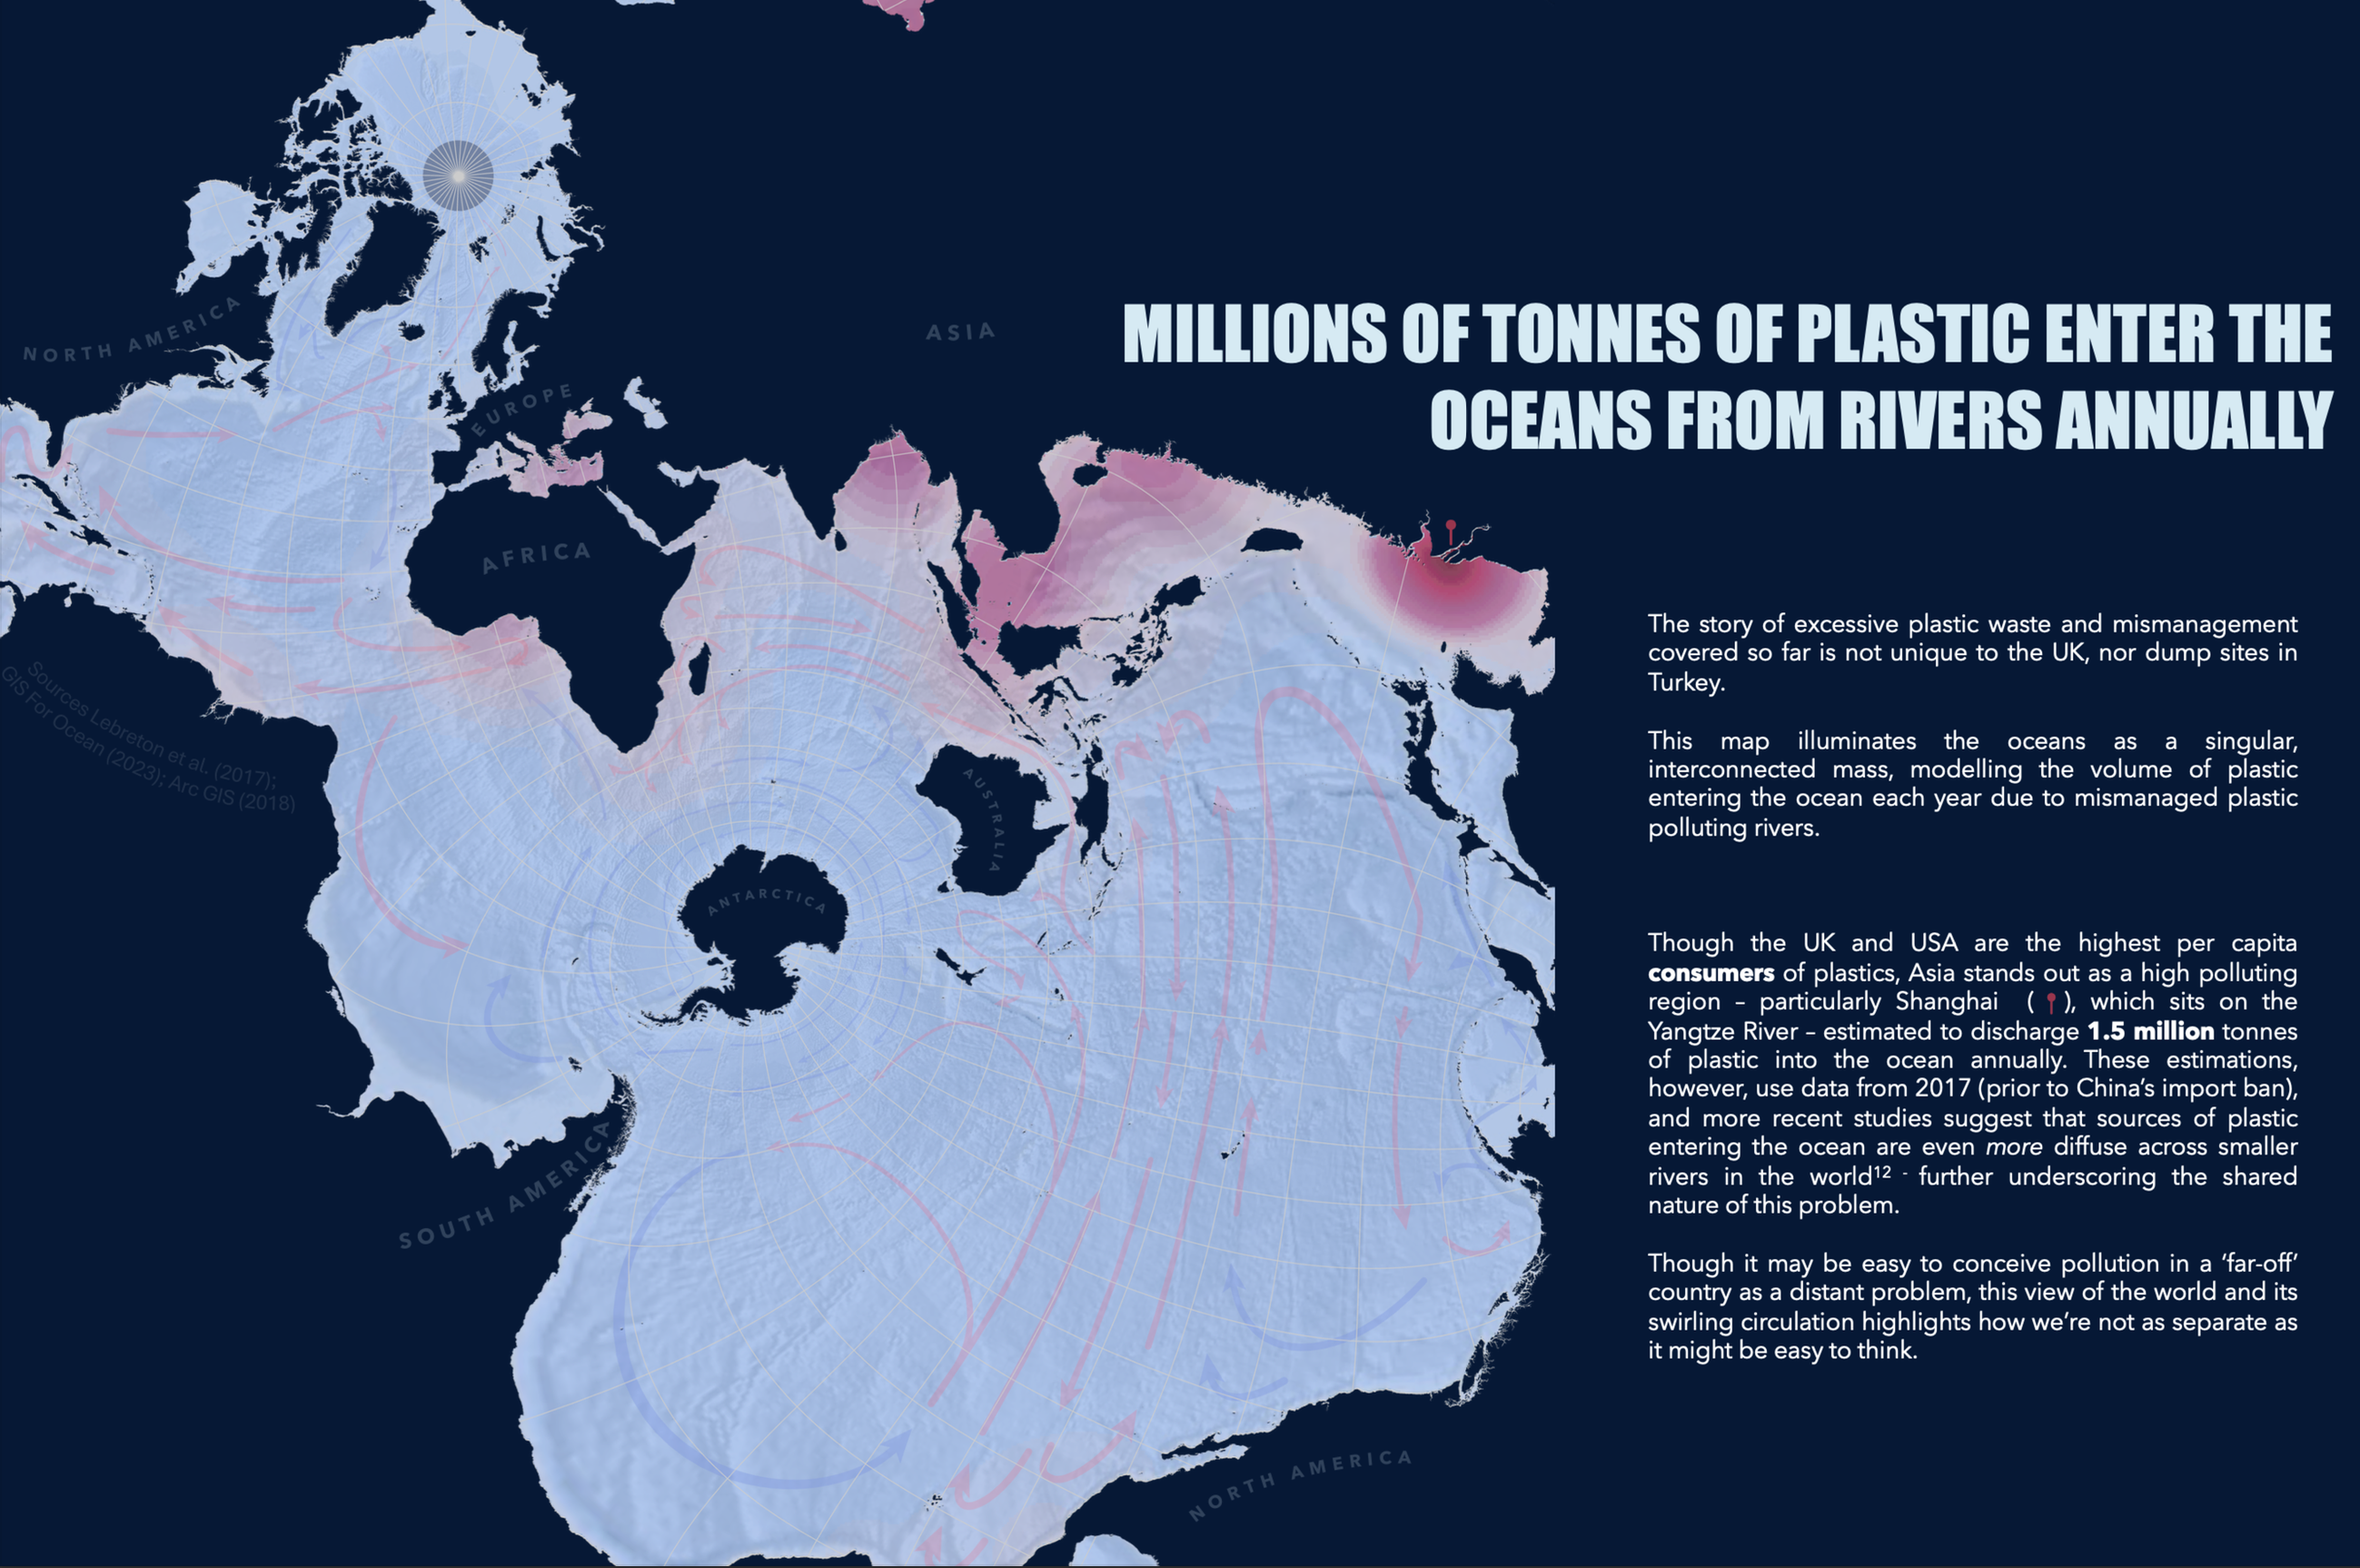 MILLIONS OF TONNES OF PLASTIC ENTER THE
OCEANS FROM RIVERS ANNUALLY
NORTH AMERICA
EUROPE
ASIA
AFRICA
AUSTRALIA
ANTARCTICA
SOUTH AMERICA
NORTH AMERICA
Sources Lebreton et al. (2017);
GIS For Ocean (2023); Arc GIS (2018)
The story of excessive plastic waste and mismanagement
covered so far is not unique to the UK, nor dump sites in
Turkey.
This map illuminates the oceans as a singular,
interconnected mass, modelling the volume of plastic
entering the ocean each year due to mismanaged plastic
polluting rivers.
Though the UK and USA are the highest per capita
consumers of plastics, Asia stands out as a high polluting
region – particularly Shanghai ( ), which sits on the
Yangtze River – estimated to discharge 1.5 million tonnes
of plastic into the ocean annually. These estimations,
however, use data from 2017 (prior to China’s import ban),
and more recent studies suggest that sources of plastic
entering the ocean are even more diffuse across smaller
rivers in the world¹² - further underscoring the shared
nature of this problem.
Though it may be easy to conceive pollution in a ‘far-off’
country as a distant problem, this view of the world and its
swirling circulation highlights how we’re not as separate as
it might be easy to think.